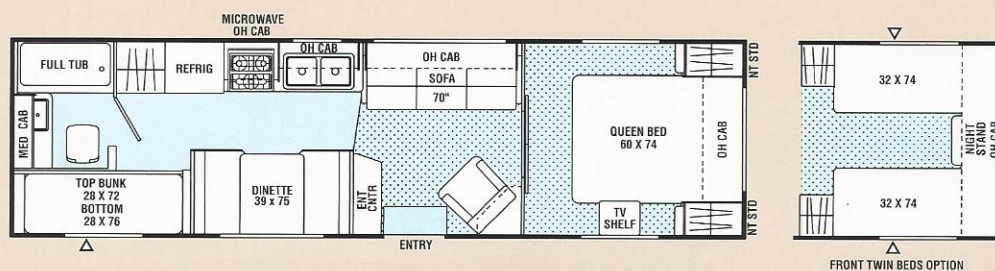 MICROWAVE
OH CAB
FULL TUB
REFRIG
OH CAB
OH CAB
SOFA
70"
NT STD
MED CAB
QUEEN BED
60 X 74
OH CAB
TOP BUNK
28 X 72
BOTTOM
28 X 76
DINETTE
39 x 75
ENT
CNTR
TV
SHELF
NT STD
ENTRY
32 X 74
NIGHT
STAND
OH CAB
32 X 74
FRONT TWIN BEDS OPTION